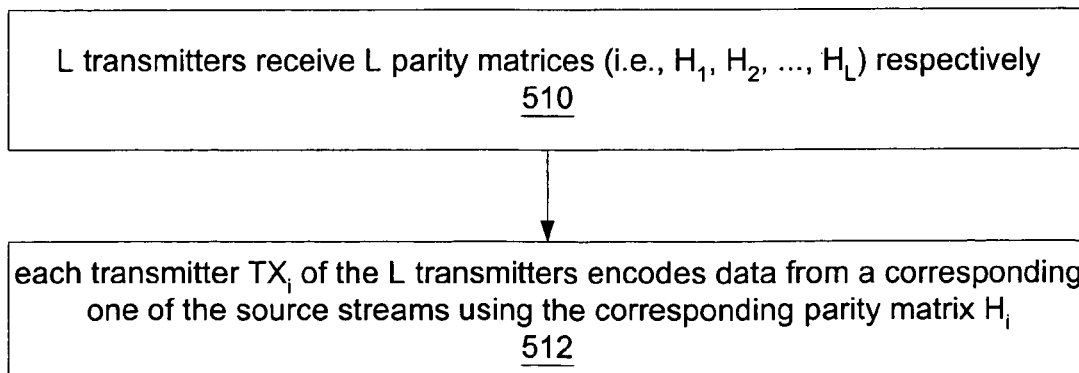 L transmitters receive L parity matrices (i.e., H₁, H₂, ..., H_L) respectively
510
each transmitter TXᵢ of the L transmitters encodes data from a corresponding
one of the source streams using the corresponding parity matrix Hᵢ
512